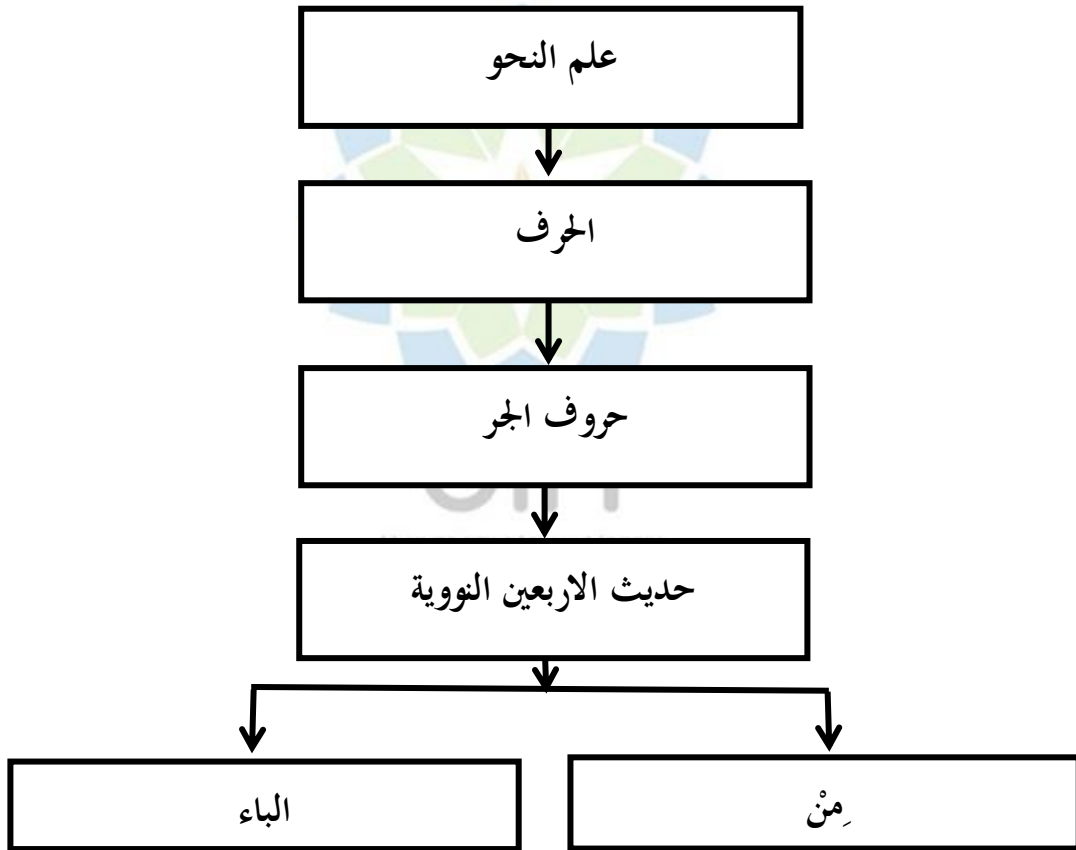 علم النحو
الحرف
حروف الجر
حديث الاربعين النووية
مِنْ
الباء